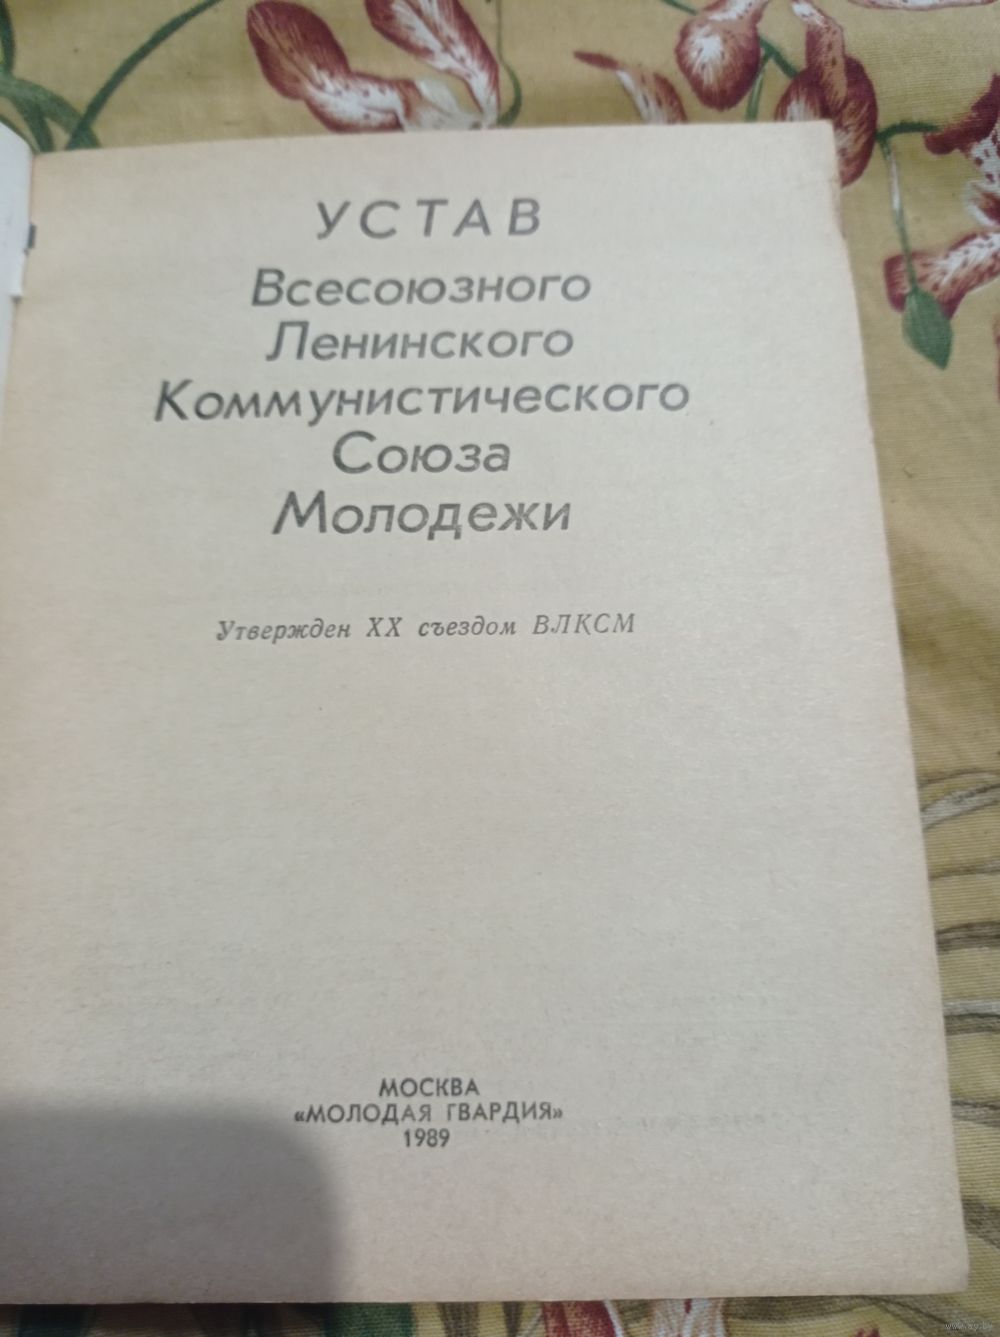 УСТАВ
Всесоюзного
Ленинского
Коммунистического
Союза
Молодежи
Утвержден XX съездом ВЛКСМ
МОСКВА
«МОЛОДАЯ ГВАРДИЯ»
1989